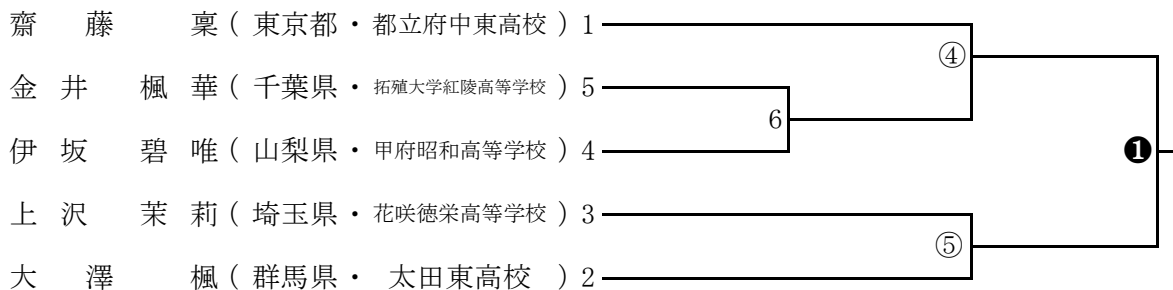 齋藤 稟 ( 東京都 ・ 都立府中東高校 ) 1
④
金井 楓華 ( 千葉県 ・ 拓殖大学紅陵高等学校 ) 5
6
伊坂 碧唯 ( 山梨県 ・ 甲府昭和高等学校 ) 4
❶
上沢 茉莉 ( 埼玉県 ・ 花咲徳栄高等学校 ) 3
⑤
大澤 楓 ( 群馬県 ・ 太田東高校 ) 2